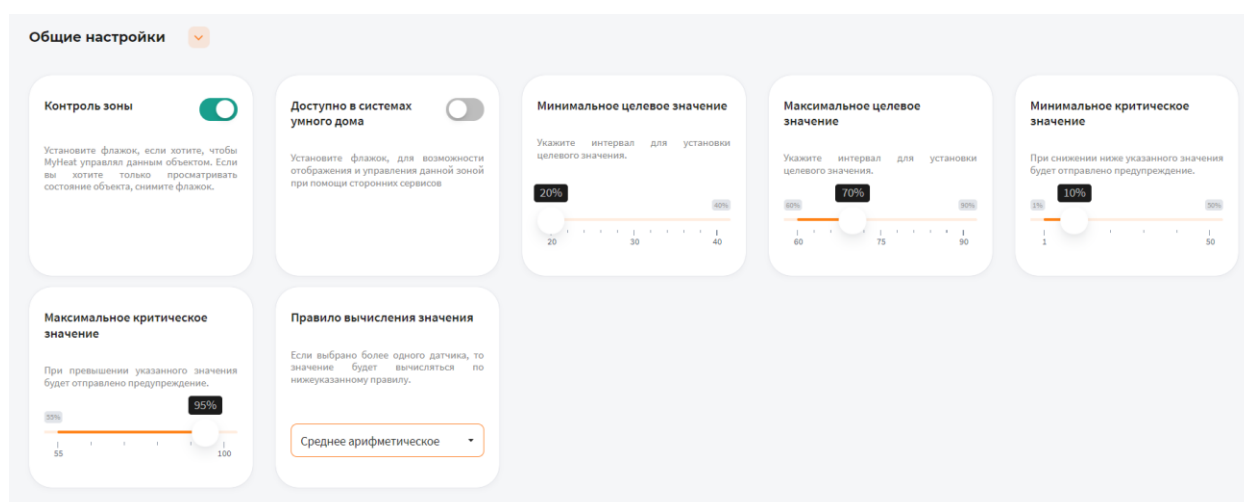 Общие настройки
Контроль зоны
Установите флажок, если хотите, чтобы
MyHeat управлял данным объектом. Если
вы хотите только просматривать
состояние объекта, снимите флажок.
Доступно в системах
умного дома
Установите флажок, для возможности
отображения и управления данной зоной
при помощи сторонних сервисов
Минимальное целевое значение
Укажите интервал для установки
целевого значения.
20%
40%
20 30 40
Максимальное целевое
значение
Укажите интервал для установки
целевого значения.
70%
60% 90%
60 75 90
Минимальное критическое
значение
При снижении ниже указанного значения
будет отправлено предупреждение.
10%
1% 50%
1 50
Максимальное критическое
значение
При превышении указанного значения
будет отправлено предупреждение.
95%
55%
55 100
Правило вычисления значения
Если выбрано более одного датчика, то
значение будет вычисляться по
нижеуказанному правилу.
Среднее арифметическое